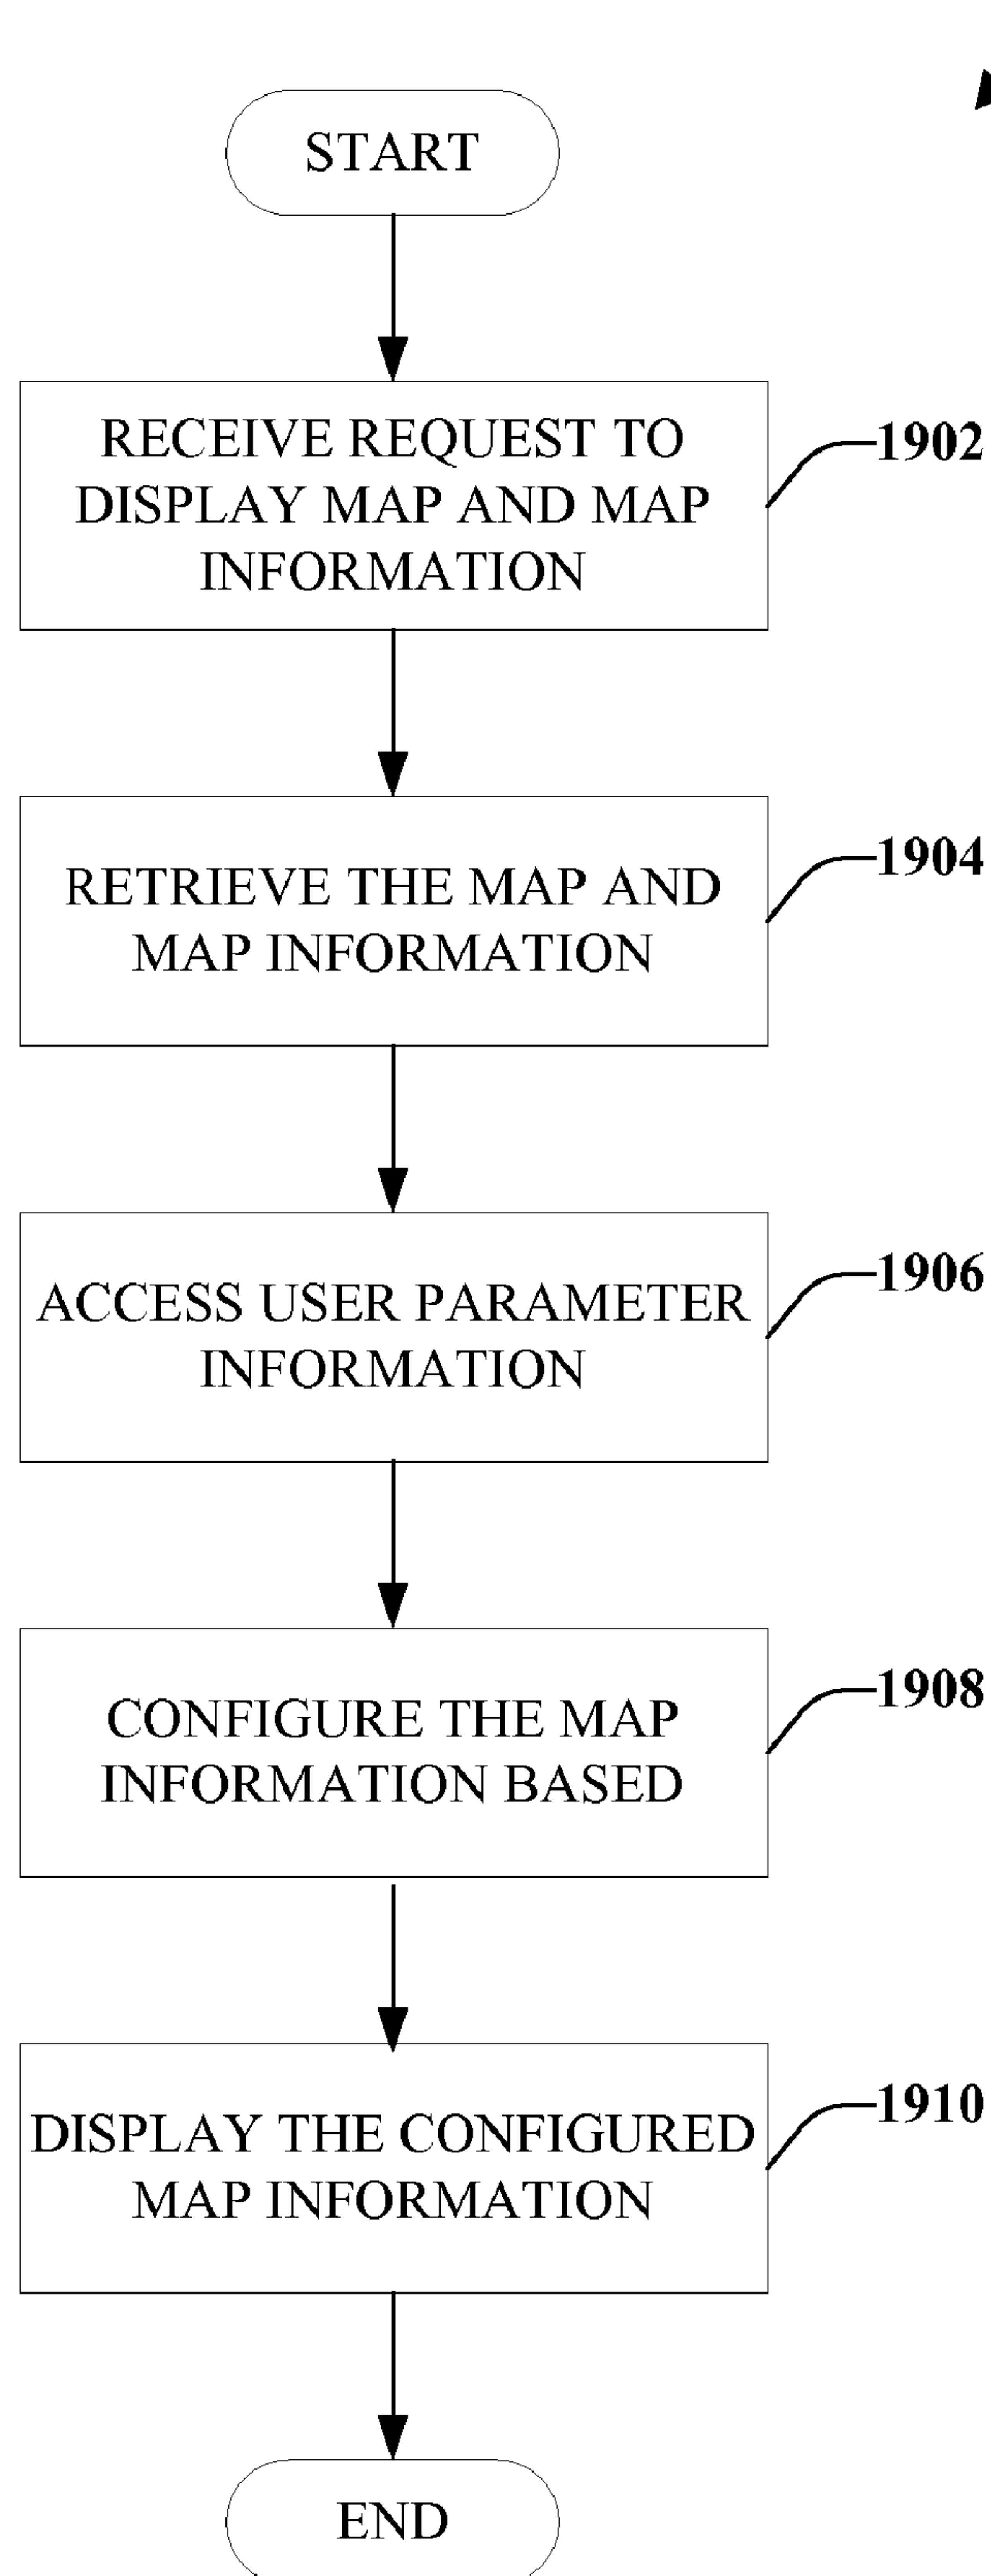 START
RECEIVE REQUEST TO
DISPLAY MAP AND MAP
INFORMATION
1902
RETRIEVE THE MAP AND
MAP INFORMATION
1904
ACCESS USER PARAMETER
INFORMATION
1906
CONFIGURE THE MAP
INFORMATION BASED
1908
DISPLAY THE CONFIGURED
MAP INFORMATION
1910
END